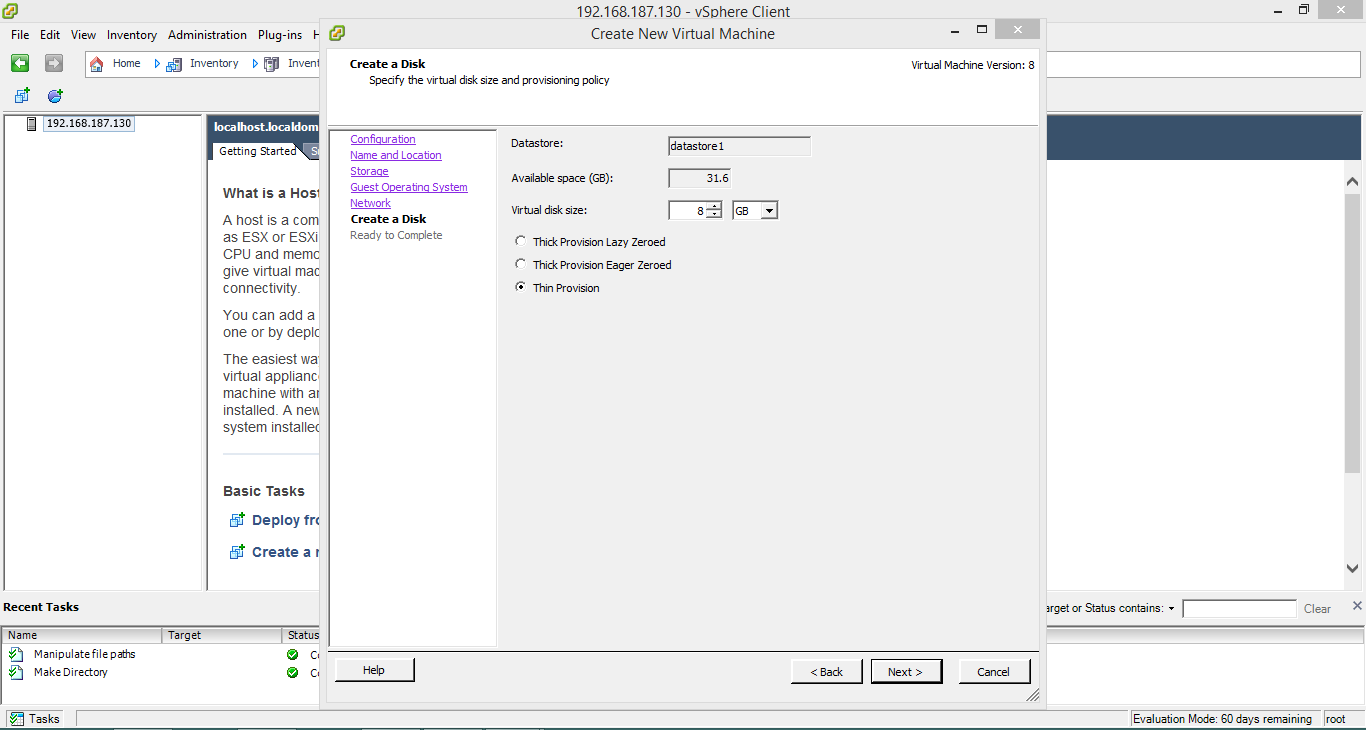 192.168.187.130 - vSphere Client
File Edit View Inventory Administration Plug-ins H
Home Inventory Invent
192.168.187.130
localhost.localdom
Getting Started
What is a Host
A host is a com
as ESX or ESXi
CPU and memo
give virtual mac
connectivity.
You can add a
one or by deplo
The easiest wa
virtual applianc
machine with an
installed. A new
system installed
Basic Tasks
Deploy fro
Create a n
Create New Virtual Machine
Create a Disk
Specify the virtual disk size and provisioning policy
Virtual Machine Version: 8
Configuration
Name and Location
Storage
Guest Operating System
Network
Create a Disk
Ready to Complete
Datastore: datastore1
Available space (GB): 31.6
Virtual disk size: 8 GB
Thick Provision Lazy Zeroed
Thick Provision Eager Zeroed
Thin Provision
Help < Back Next > Cancel
Recent Tasks
arget or Status contains: Clear
Name Target Status
Manipulate file paths Co
Make Directory Co
Tasks Evaluation Mode: 60 days remaining root